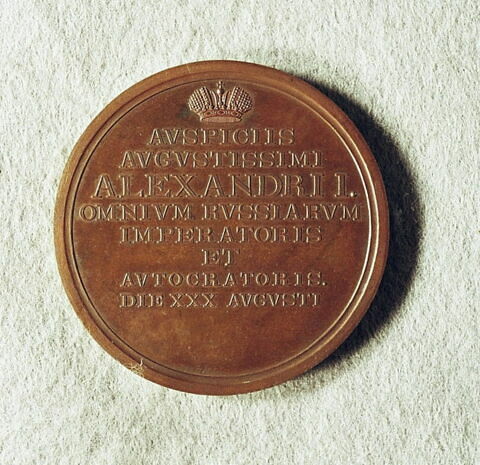 AVSPICIIS
AVGVSTISSIMI
ALEXANDRI I.
OMNIVM RVSSIARVM
IMPERATORIS
ET
AVTOCRATORIS.
DIE XXX AVGVSTI